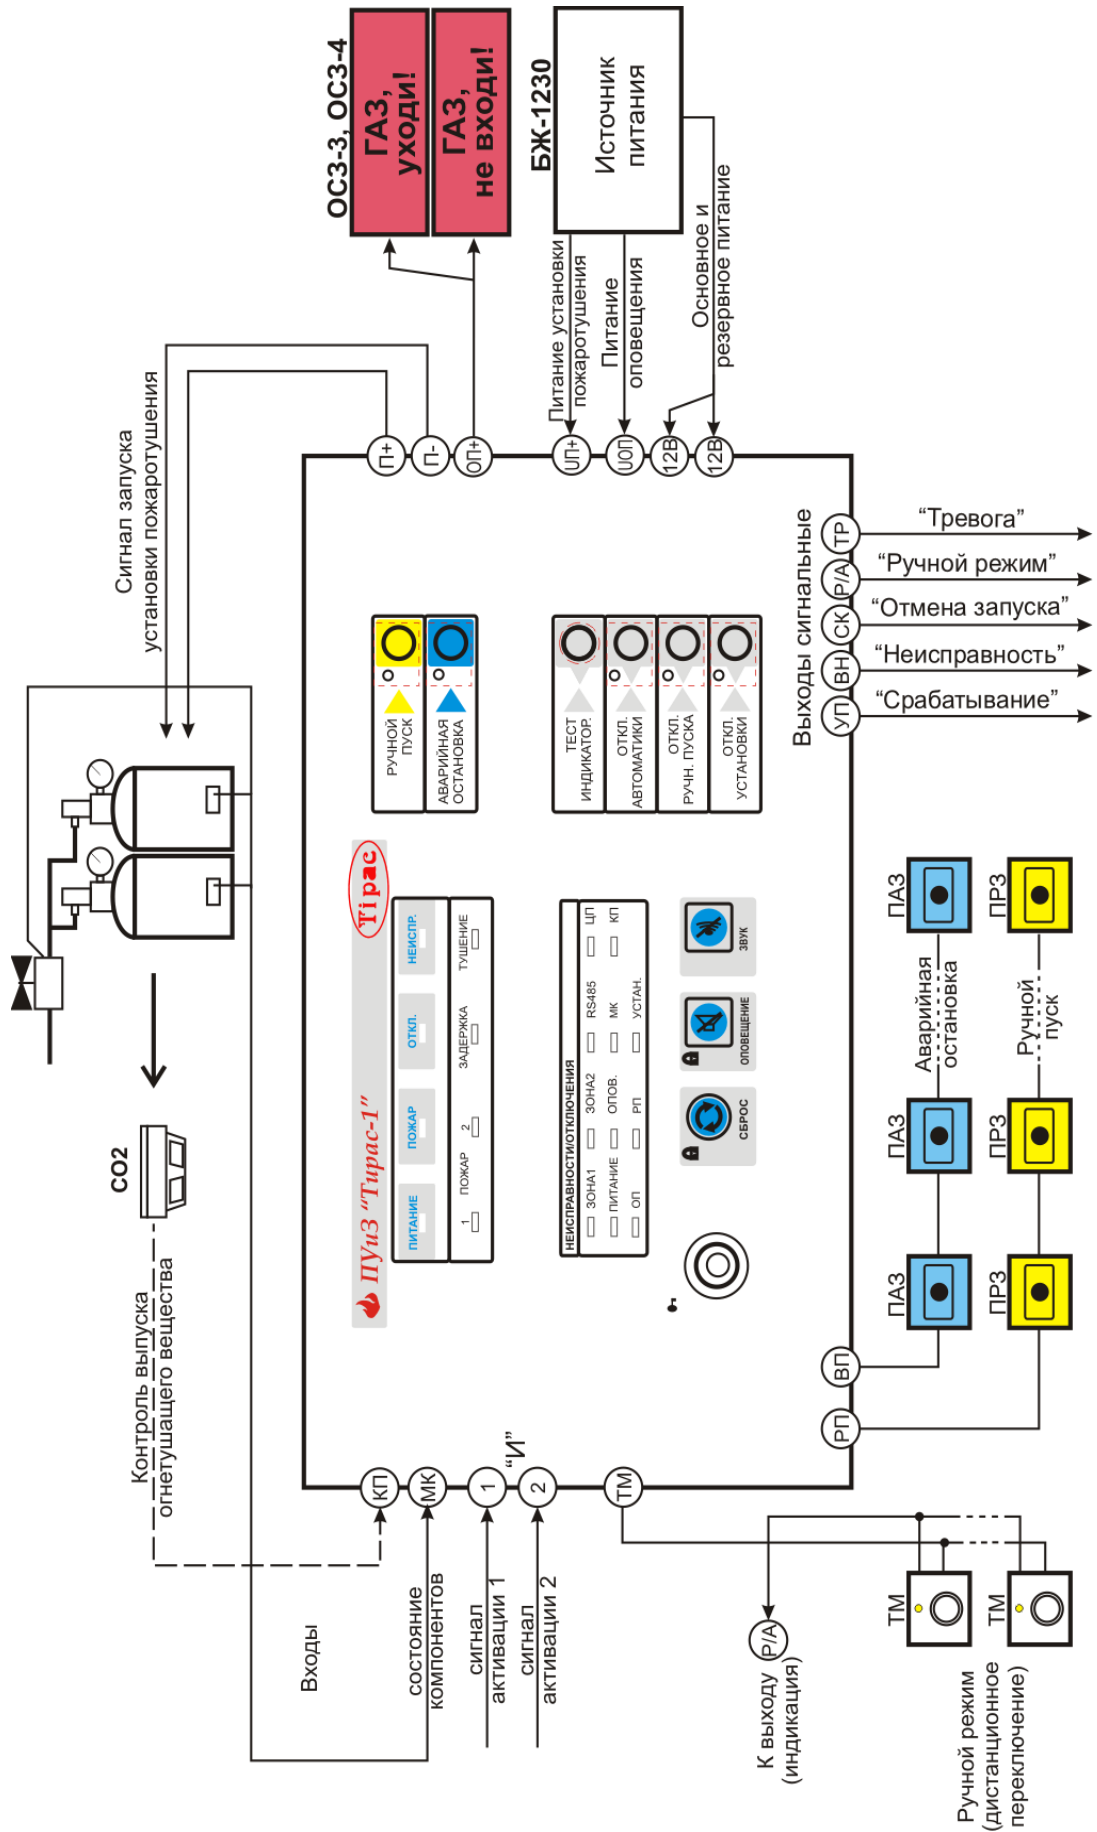 ОСЗ-3, ОСЗ-4
ГАЗ,
уходи!
ГАЗ,
не входи!
БЖ-1230
Источник
питания
Сигнал запуска
установки пожаротушения
Питание установки
пожаротушения
Питание
оповещения
Основное и
резервное питание
П+
П-
ОП+
UП+
UОП
12В
12В
СО2
Контроль выпуска
огнетушащего вещества
Входы
КП
МК
1
"И"
2
ТМ
состояние
компонентов
сигнал
активации 1
сигнал
активации 2
ПУиЗ "Тирас-1"
Тірас
ПИТАНИЕ
ПОЖАР
ОТКЛ.
НЕИСПР.
1 ПОЖАР 2
ЗАДЕРЖКА
ТУШЕНИЕ
РУЧНОЙ
ПУСК
АВАРИЙНАЯ
ОСТАНОВКА
НЕИСПРАВНОСТИ/ОТКЛЮЧЕНИЯ
ЗОНА1
ЗОНА2
RS485
ЦП
ПИТАНИЕ
ОПОВ.
МК
КП
ОП
РП
УСТАН.
ТЕСТ
ИНДИКАТОР.
ОТКЛ.
АВТОМАТИКИ
ОТКЛ.
РУЧН. ПУСКА
ОТКЛ.
УСТАНОВКИ
СБРОС
ОПОВЕЩЕНИЕ
ЗВУК
Выходы сигнальные
УП
ВН
СК
Р/А
ТР
"Тревога"
"Ручной режим"
"Отмена запуска"
"Неисправность"
"Срабатывание"
РП
ВП
ПАЗ
ПАЗ
Аварийная
остановка
ПАЗ
ПРЗ
ПРЗ
Ручной
пуск
ПРЗ
К выходу Р/А
(индикация)
ТМ
ТМ
Ручной режим
(дистанционное
переключение)